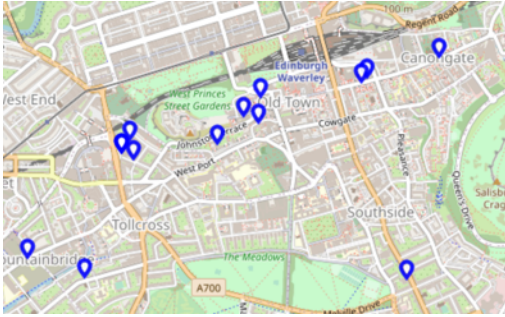 100 m
Regent Road
Canongate
Edinburgh
Waverley
West Princes
Street Gardens
Old Town
Cowgate
Johnston Terrace
West Port
Pleasance
Queen's Drive
Salisb
Crag
Southside
Tollcross
ountainbridge
The Meadows
A700
Melville Drive
West End